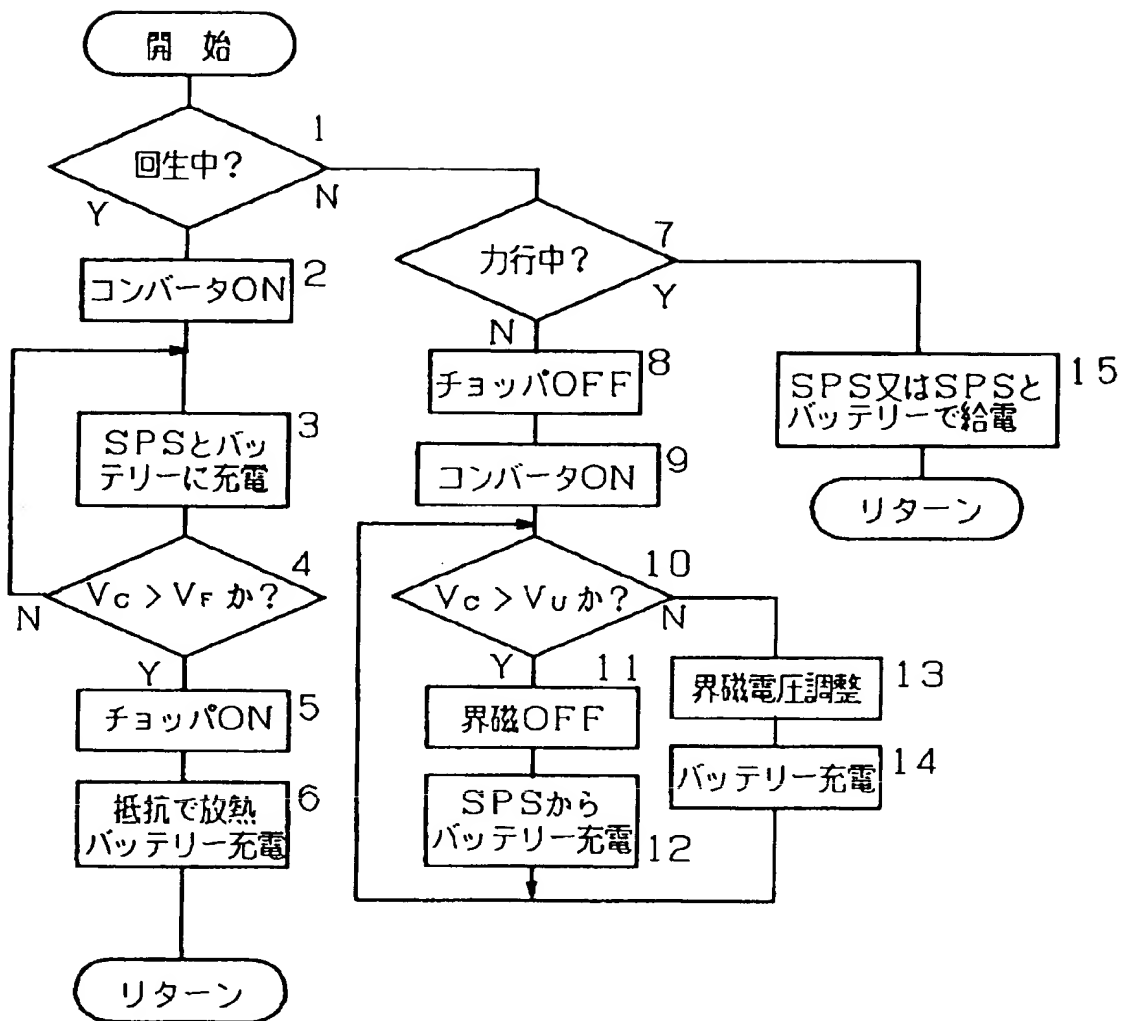 開始
1
回生中?
Y
N
2
コンバータON
3
SPSとバッ
テリーに充電
4
VC > VF か?
N
Y
5
チョッパON
6
抵抗で放熱
バッテリー充電
リターン
7
力行中?
Y
N
8
チョッパOFF
9
コンバータON
10
VC > VU か?
N
Y
11
界磁OFF
SPSから
バッテリー充電
12
13
界磁電圧調整
14
バッテリー充電
15
SPS又はSPSと
バッテリーで給電
リターン